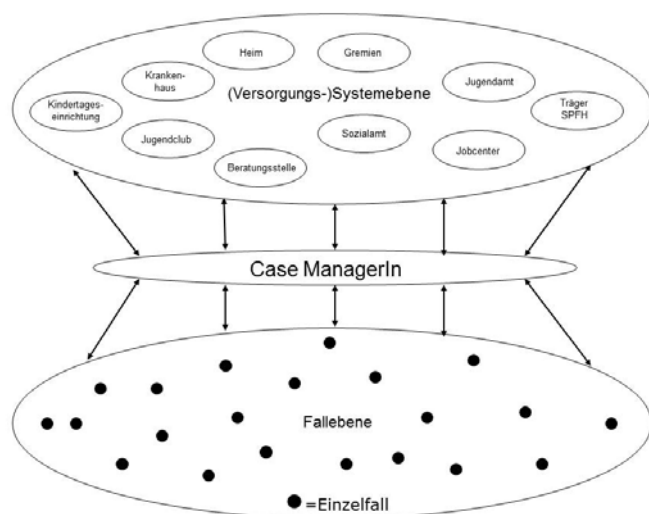 Heim
Gremien
Kranken-
haus
Jugendamt
(Versorgungs-)Systemebene
Kindertages-
einrichtung
Träger
SPFH
Jugendclub
Sozialamt
Jobcenter
Beratungsstelle
Case ManagerIn
Fallebene
=Einzelfall